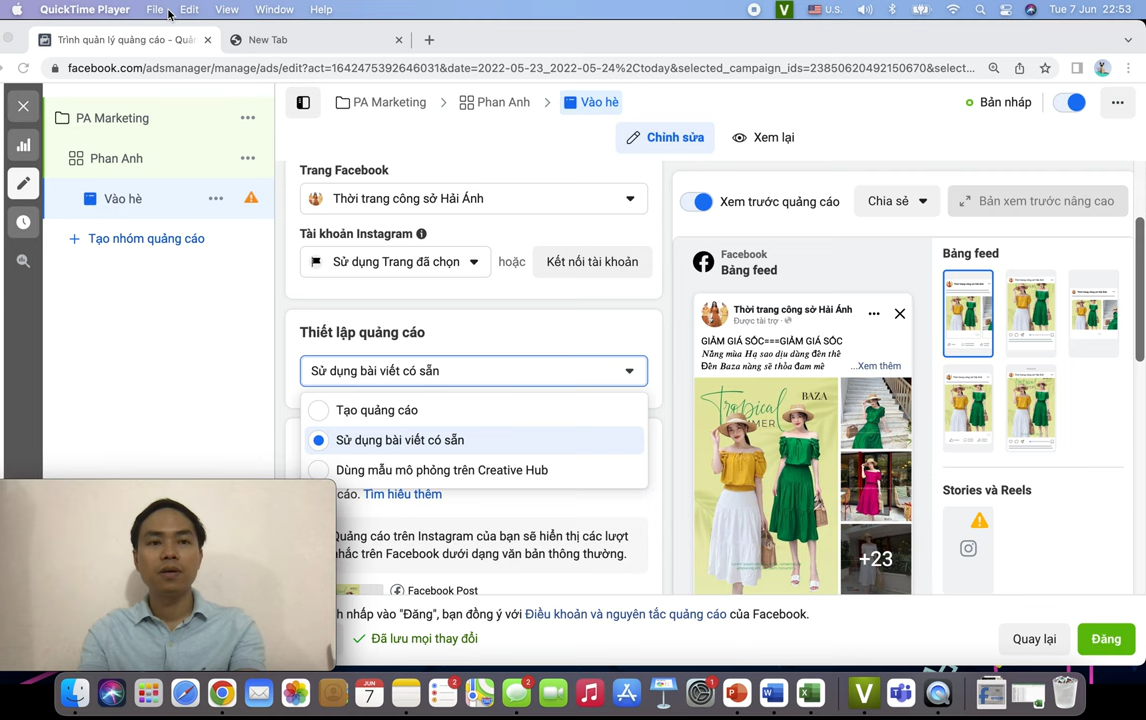 QuickTime Player File Edit View Window Help
V U.S. Tue 7 Jun 22:53
Trình quản lý quảng cáo - Quả
New Tab
facebook.com/adsmanager/manage/ads/edit?act=1642475392646031&date=2022-05-23_2022-05-24%2Ctoday&selected_campaign_ids=23850620492150670&select...
PA Marketing
Phan Anh
Vào hè
Tạo nhóm quảng cáo
PA Marketing
Phan Anh
Vào hè
Bản nháp
Chỉnh sửa
Xem lại
Trang Facebook
Thời trang công sở Hải Ánh
Tài khoản Instagram
Sử dụng Trang đã chọn
hoặc
Kết nối tài khoản
Thiết lập quảng cáo
Sử dụng bài viết có sẵn
Tạo quảng cáo
Sử dụng bài viết có sẵn
Dùng mẫu mô phỏng trên Creative Hub
cáo. Tìm hiểu thêm
Quảng cáo trên Instagram của bạn sẽ hiển thị các lượt
nhắc trên Facebook dưới dạng văn bản thông thường.
Facebook Post
Xem trước quảng cáo
Chia sẻ
Bản xem trước nâng cao
Facebook
Bảng feed
Thời trang công sở Hải Ánh
Được tài trợ
GIẢM GIÁ SỐC===GIẢM GIÁ SỐC
Nắng mùa Hạ sao dịu dàng đến thế
Đến Baza nàng sẽ thỏa đam mê
...Xem thêm
Tropical
SUMMER
BAZA
+23
Bảng feed
Stories và Reels
h nhấp vào "Đăng", bạn đồng ý với Điều khoản và nguyên tắc quảng cáo của Facebook.
Đã lưu mọi thay đổi
Quay lại
Đăng
JUN
7
2
2
1
V